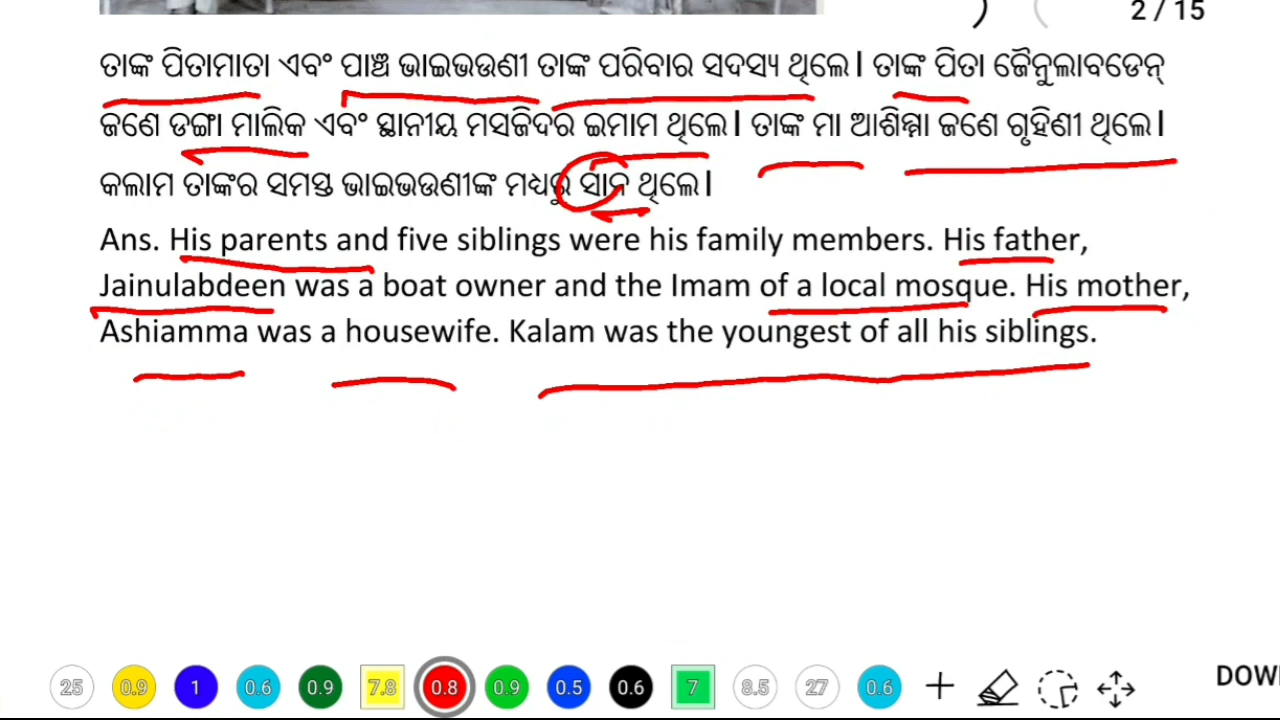 2 / 15
ତାଙ୍କ ପିତାମାତା ଏବଂ ପାଞ୍ଚ ଭାଇଭଉଣୀ ତାଙ୍କ ପରିବାର ସଦସ୍ୟ ଥିଲେ। ତାଙ୍କ ପିତା ଜୈନୁଲାବଡେନ୍
ଜଣେ ଡଙ୍ଗା ମାଲିକ ଏବଂ ସ୍ଥାନୀୟ ମସଜିଦର ଇମାମ ଥିଲେ। ତାଙ୍କ ମା ଆଶିମ୍ମା ଜଣେ ଗୃହିଣୀ ଥିଲେ।
କଲାମ ତାଙ୍କର ସମସ୍ତ ଭାଇଭଉଣୀଙ୍କ ମଧ୍ୟରୁ ସାନ ଥିଲେ।
Ans. His parents and five siblings were his family members. His father,
Jainulabdeen was a boat owner and the Imam of a local mosque. His mother,
Ashiamma was a housewife. Kalam was the youngest of all his siblings.
25 0.9 1 0.6 0.9 7.8 0.8 0.9 0.5 0.6 7 8.5 27 0.6